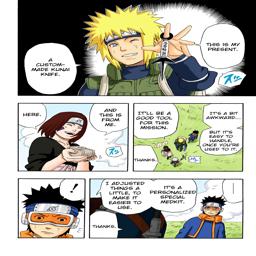 THIS IS MY
PRESENT.
A
CUSTOM-
MADE KUNAI
KNIFE.
IT'S A BIT
AWKWARD...
BUT IT'S
EASY TO
HANDLE,
ONCE YOU'RE
USED TO IT.
IT'LL BE A
GOOD TOOL
FOR THIS
MISSION.
THANKS.
AND
THIS IS
FROM
ME.
HERE.
IT'S A
PERSONALIZED
SPECIAL
MEDKIT.
I ADJUSTED
THINGS A
LITTLE, TO
MAKE IT
EASIER TO
USE.
THANKS.
!